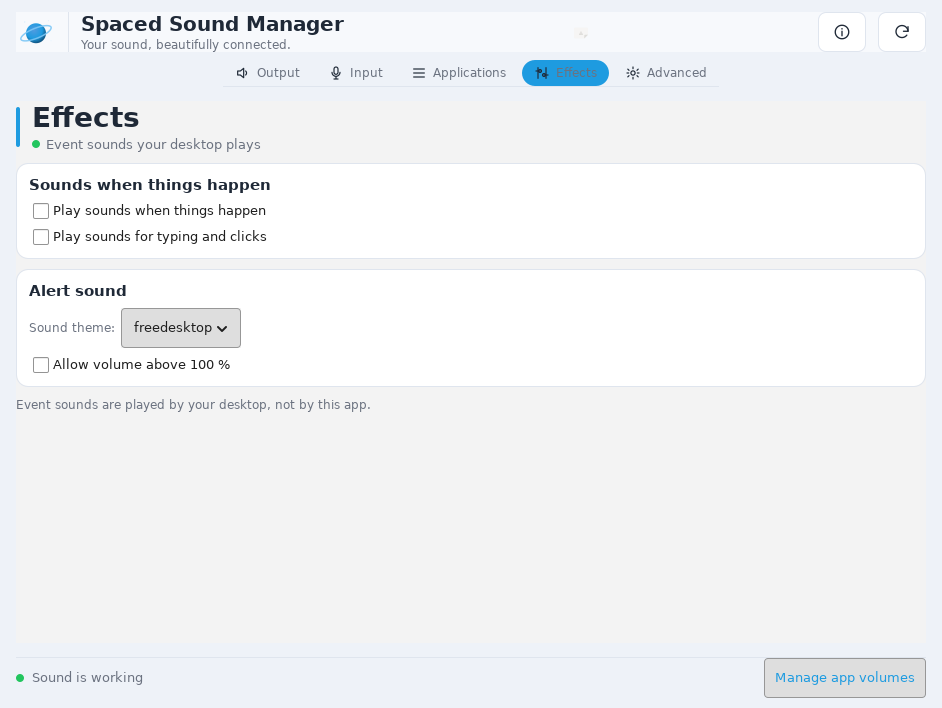 Spaced Sound Manager
Your sound, beautifully connected.
Output
Input
Applications
Effects
Advanced
Effects
Event sounds your desktop plays
Sounds when things happen
Play sounds when things happen
Play sounds for typing and clicks
Alert sound
Sound theme:
freedesktop
Allow volume above 100 %
Event sounds are played by your desktop, not by this app.
Sound is working
Manage app volumes